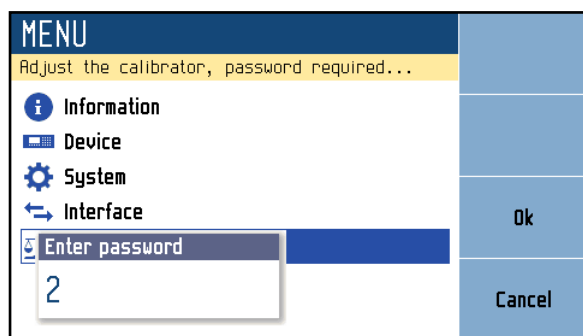 MENU
Adjust the calibrator, password required...
Information
Device
System
Interface
Enter password
2
Ok
Cancel